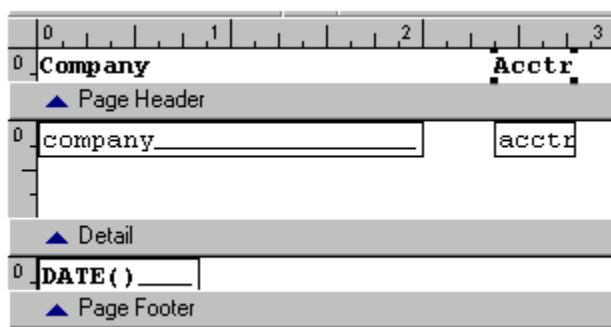 0 1 2 3
0 Company Acctr
Page Header
0 company acctr
Detail
0 DATE()
Page Footer